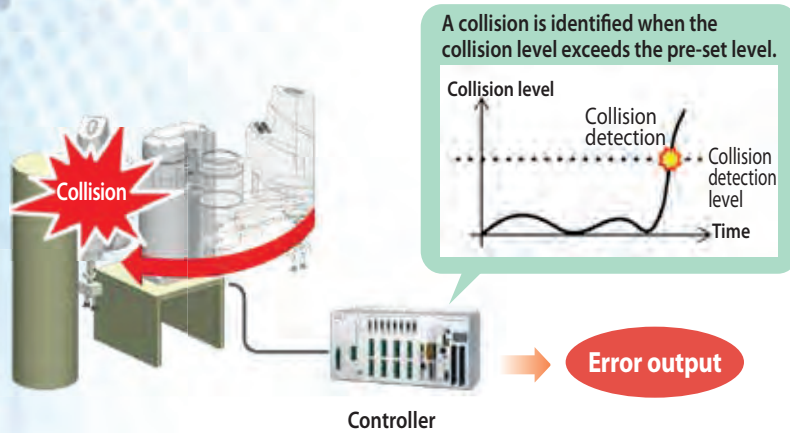 A collision is identified when the
collision level exceeds the pre-set level.
Collision level
Collision
detection
Collision
detection
level
Time
Collision
Error output
Controller